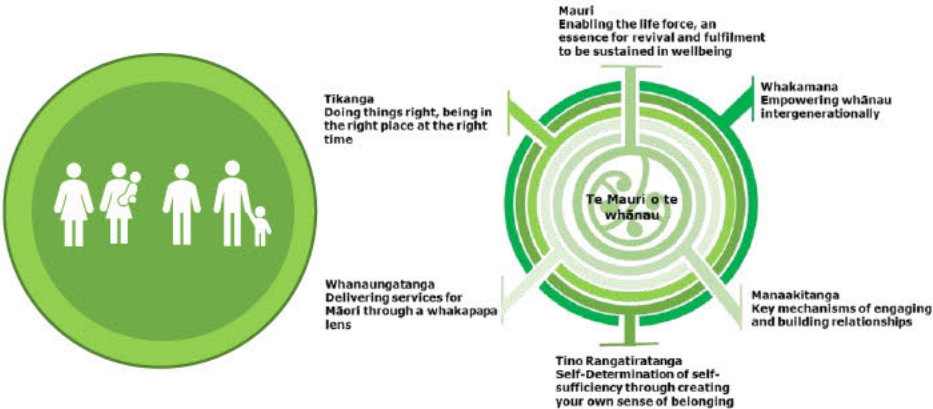 Mauri
Enabling the life force, an
essence for revival and fulfilment
to be sustained in wellbeing
Tikanga
Doing things right, being in
the right place at the right
time
Whakamana
Empowering whānau
intergenerationally
Te Mauri o te
whānau
Whanaungatanga
Delivering services for
Māori through a whakapapa
lens
Manaakitanga
Key mechanisms of engaging
and building relationships
Tino Rangatiratanga
Self-Determination of self-
sufficiency through creating
your own sense of belonging